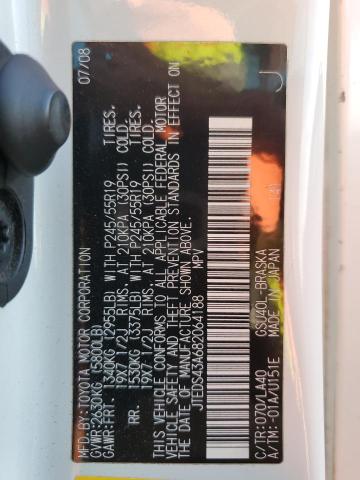 MFD.BY: TOYOTA MOTOR CORPORATION 07/08
GVWR:2630KG(5800LB)
GAWR:FRT. 1340KG (2955LB) WITH P245/55R19 TIRES.
19X7 1/2J RIMS. AT 210KPA (30PSI) COLD.
RR. 1530KG (3375LB) WITH P245/55R19 TIRES.
19X7 1/2J RIMS. AT 210KPA (30PSI) COLD.
THIS VEHICLE CONFORMS TO ALL APPLICABLE FEDERAL MOTOR
VEHICLE SAFETY AND THEFT PREVENTION STANDARDS IN EFFECT ON
THE DATE OF MANUFACTURE SHOWN ABOVE.
JTEDS43A682064188 MPV
C/TR:070/LA40 GSU40L-BRASKA
A/TM:-01A/U151E MADE IN JAPAN
J